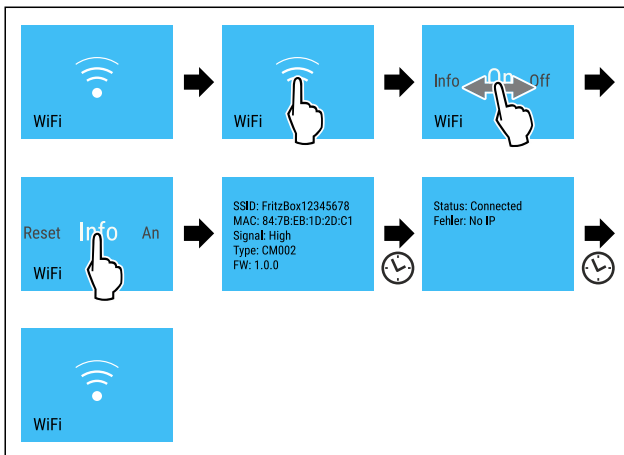 WiFi
WiFi
Info On Off
WiFi
Reset Info An
WiFi
SSID: FritzBox12345678
MAC: 84:7B:EB:1D:2D:C1
Signal: High
Type: CM002
FW: 1.0.0
Status: Connected
Fehler: No IP
WiFi